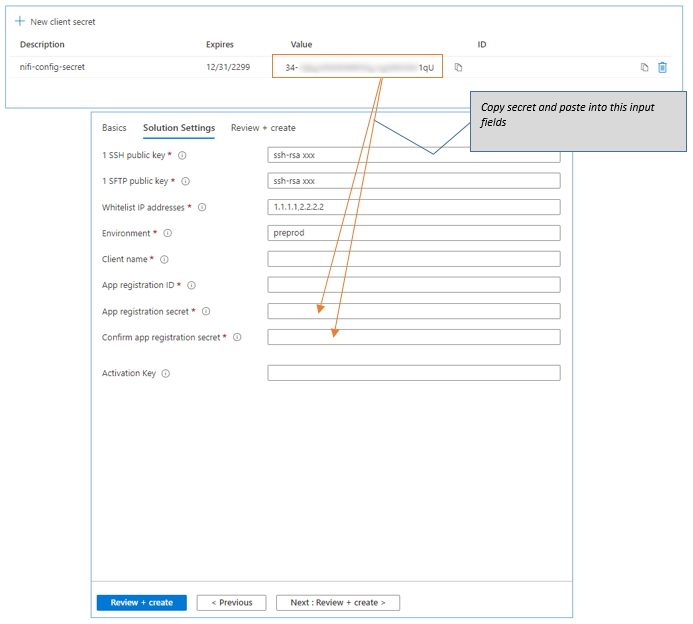 New client secret
Description Expires Value ID
nifi-config-secret 12/31/2299 34- 1qU
Copy secret and paste into this input
fields
Basics Solution Settings Review + create
1 SSH public key * ssh-rsa xxx
1 SFTP public key * ssh-rsa xxx
Whitelist IP addresses * 1.1.1.1,2.2.2.2
Environment * preprod
Client name *
App registration ID *
App registration secret *
Confirm app registration secret *
Activation Key
Review + create < Previous Next : Review + create >